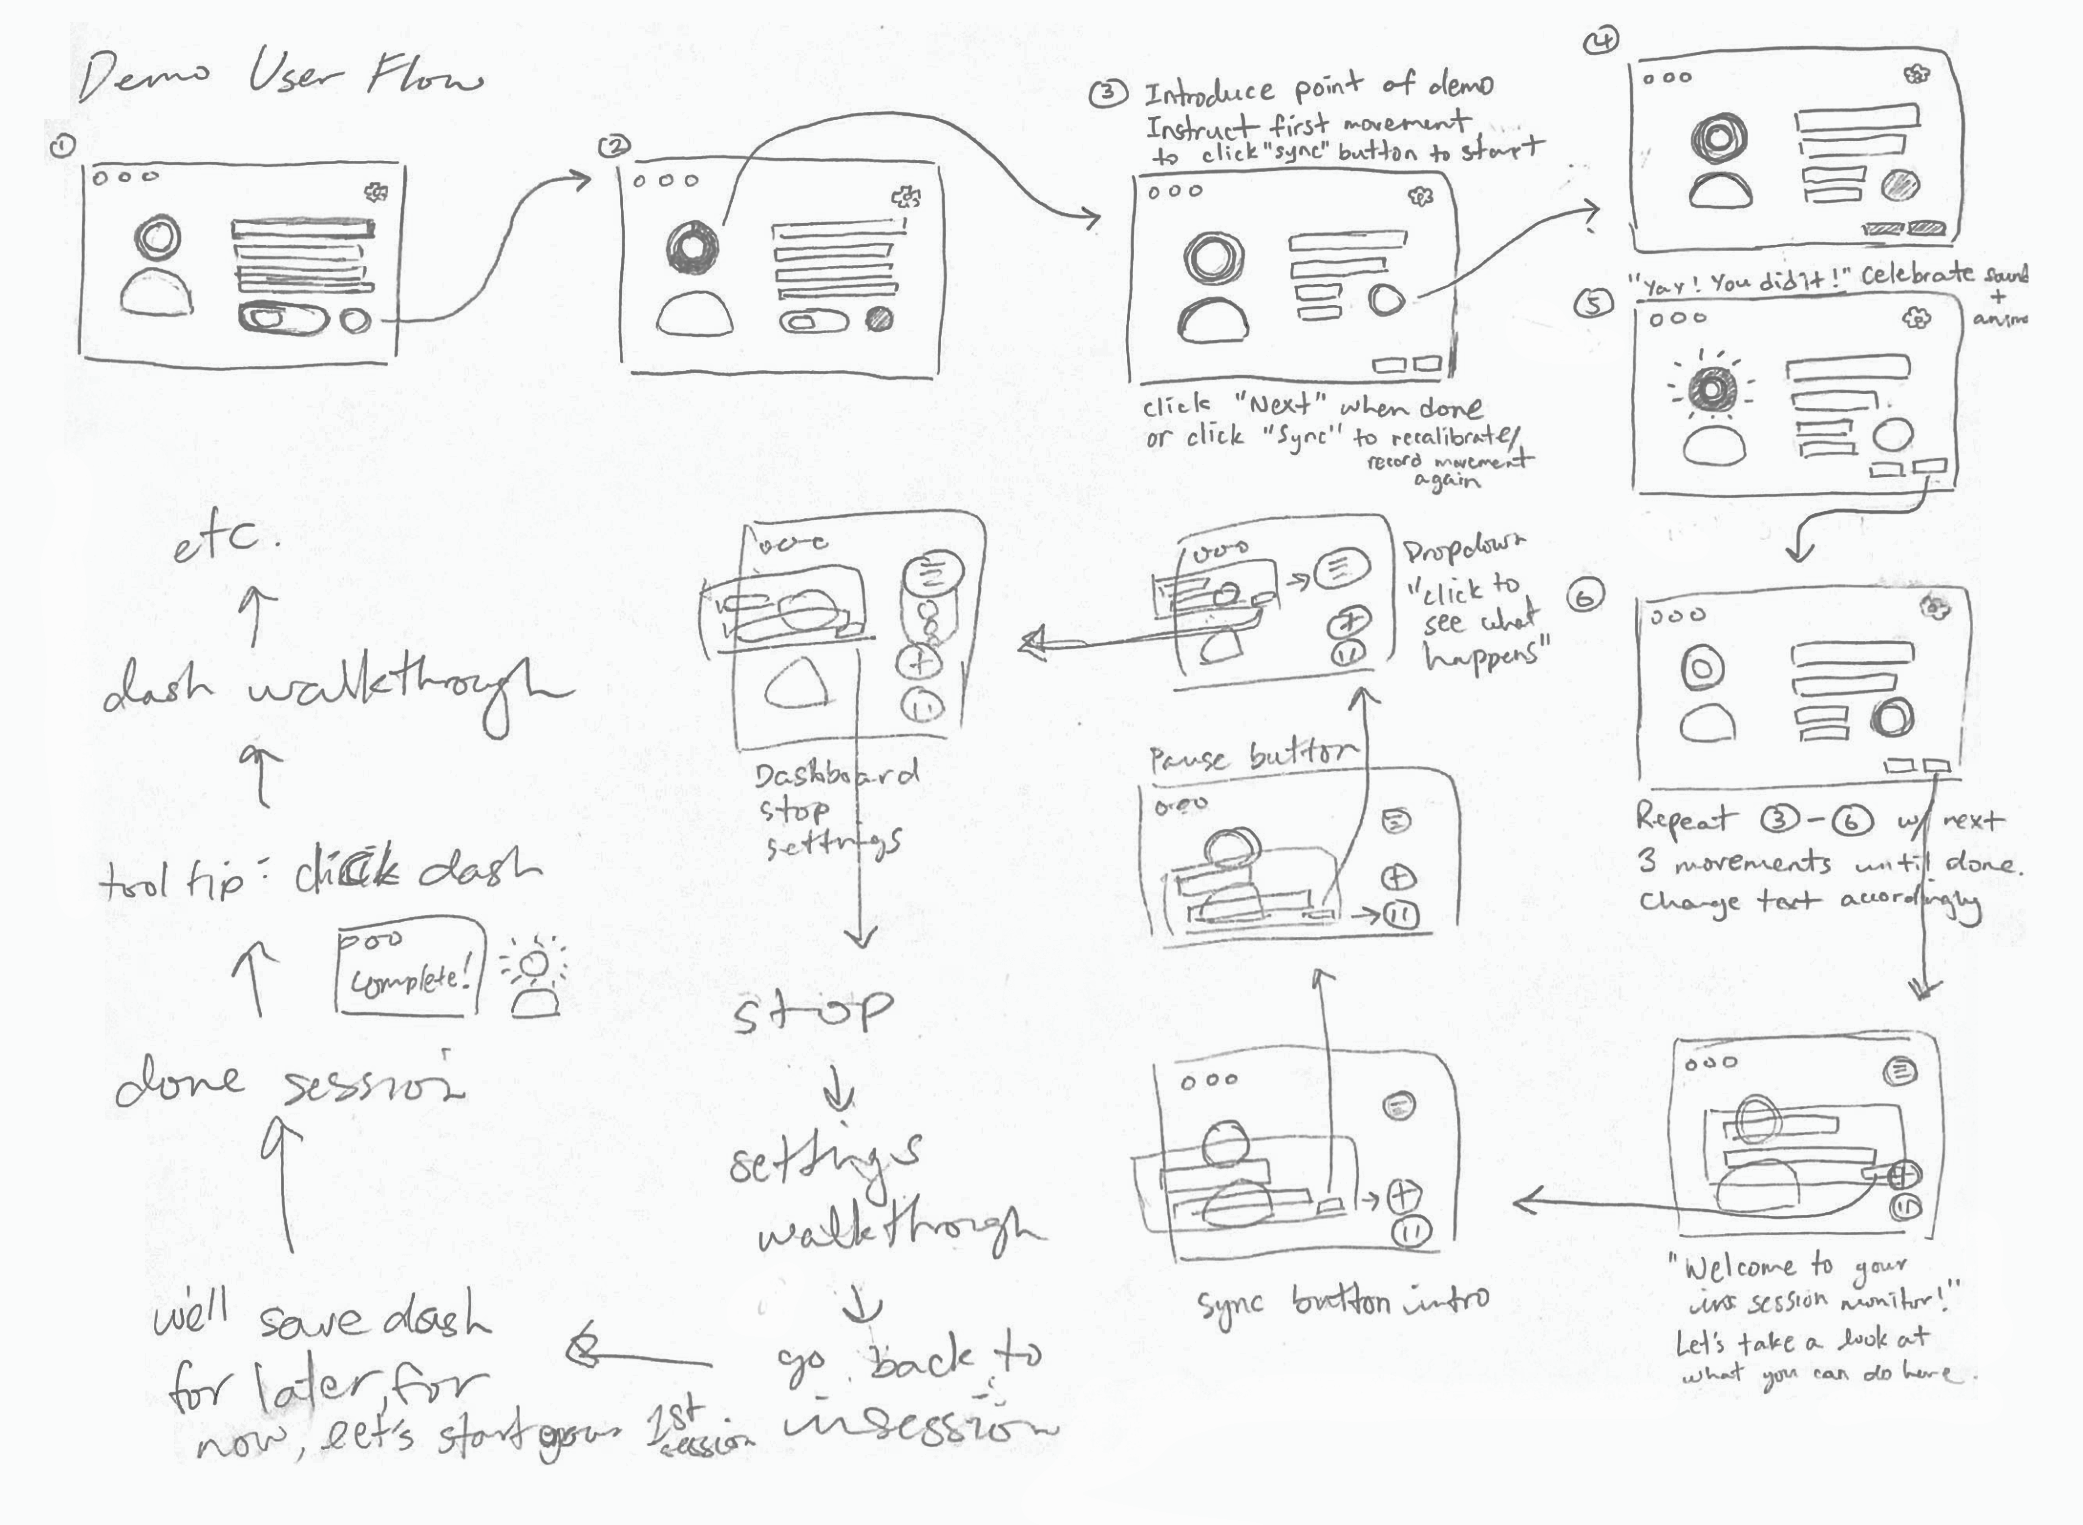 Demo User Flow
①
②
③ Introduce point of demo
Instruct first movement
to click "sync" button to start
click "Next" when done
or click "Sync" to recalibrate/
record movement
again
④
"Yay! You did it!" Celebrate sound
+
anim
⑤
⑥
Repeat ③-⑥ w/ next
3 movements until done.
Change text accordingly
"Welcome to your
session monitor!"
Let's take a look at
what you can do here.
sync button intro
Pause button
Dropdown
"click to
see what
happens"
Dashboard
stop
settings
stop
settings
walkthrough
go back to
insession
we'll save dash
for later, for
now, let's start your 1st
session
done session
complete!
tool tip: click dash
dash walkthrough
etc.